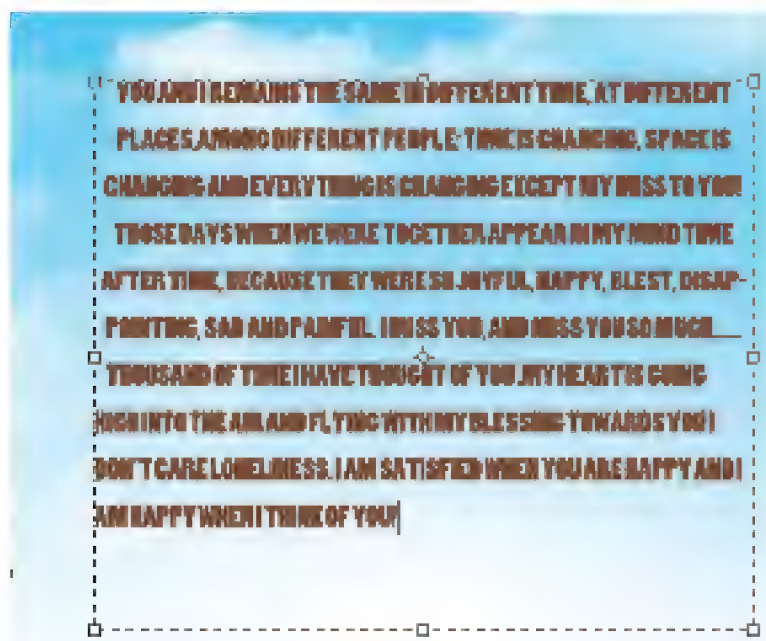 YOU AND I REMAINS THE SAME IN DIFFERENT TIME, AT DIFFERENT
PLACES,AMONG DIFFERENT PEOPLE; TIME IS CHANGING, SPACE IS
CHANGING AND EVERYTHING IS CHANGING EXCEPT MY MISS TO YOU!
THOSE DAYS WHEN WE WERE TOGETHER APPEAR IN MY MIND TIME
AFTER TIME, BECAUSE THEY WERE SO JOYFUL, HAPPY, BLEST, DISAP-
POINTING, SAD AND PAINFUL. I MISS YOU, AND MISS YOU SO MUCH
THOUSAND OF TIME I HAVE THOUGHT OF YOU.MY HEART IS GOING
HIGH INTO THE AIR AND FLYING WITH MY BLESSING TOWARDS YOU I
DON'T CARE LONELINESS. I AM SATISFIED WHEN YOU ARE HAPPY AND I
AM HAPPY WHEN I THINK OF YOU!